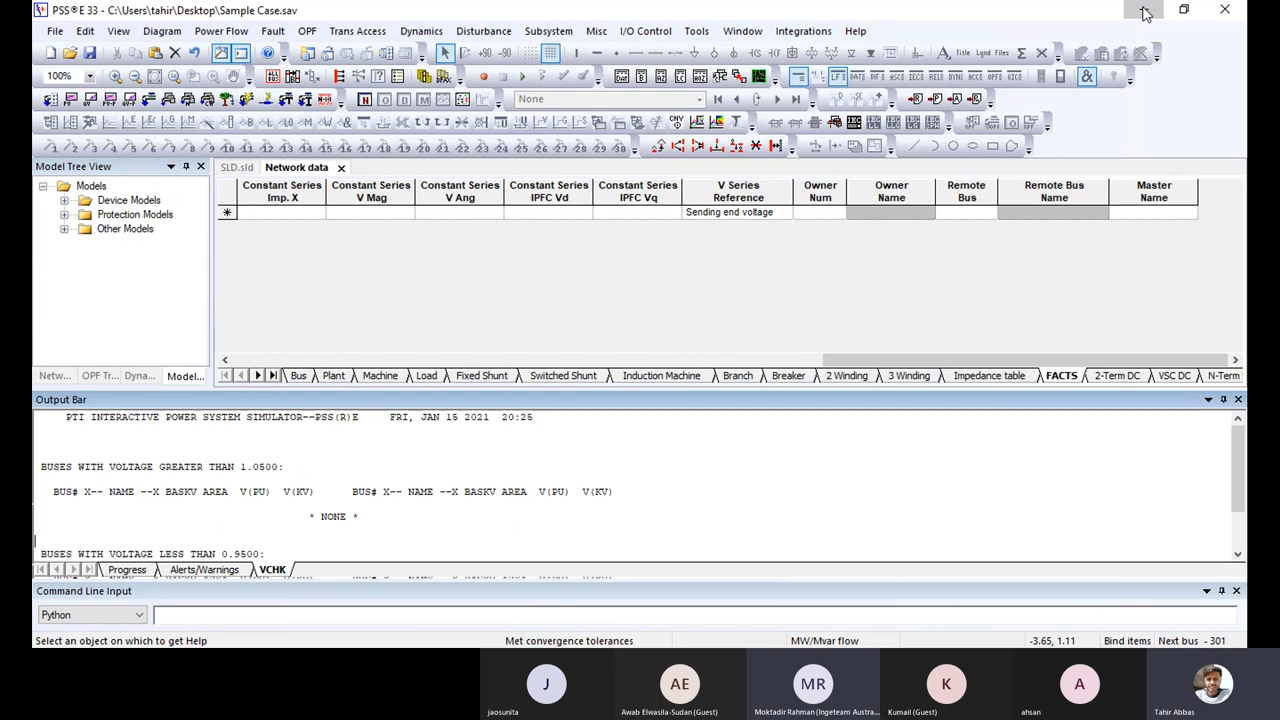 PSS®E 33 - C:\Users\tahir\Desktop\Sample Case.sav
File Edit View Diagram Power Flow Fault OPF Trans Access Dynamics Disturbance Subsystem Misc I/O Control Tools Window Integrations Help
100%
None
Model Tree View
SLD.sld Network data
Models
Device Models
Protection Models
Other Models
Constant Series Imp. X Constant Series V Mag Constant Series V Ang Constant Series IPFC Vd Constant Series IPFC Vq V Series Reference Owner Num Owner Name Remote Bus Remote Bus Name Master Name
Sending end voltage
Netw... OPF Tr... Dyna... Model...
Bus Plant Machine Load Fixed Shunt Switched Shunt Induction Machine Branch Breaker 2 Winding 3 Winding Impedance table FACTS 2-Term DC VSC DC N-Term
Output Bar
PTI INTERACTIVE POWER SYSTEM SIMULATOR--PSS(R)E FRI, JAN 15 2021 20:25
BUSES WITH VOLTAGE GREATER THAN 1.0500:
BUS# X-- NAME --X BASKV AREA V(PU) V(KV) BUS# X-- NAME --X BASKV AREA V(PU) V(KV)
* NONE *
BUSES WITH VOLTAGE LESS THAN 0.9500:
Progress Alerts/Warnings VCHK
Command Line Input
Python
Select an object on which to get Help Met convergence tolerances MW/Mvar flow -3.65, 1.11 Bind items Next bus - 301
J AE MR K A
jaosunita Awab Elwasila-Sudan (Guest) Moktadir Rahman (Ingeteam Austra... Kumail (Guest) ahsan Tahir Abbas